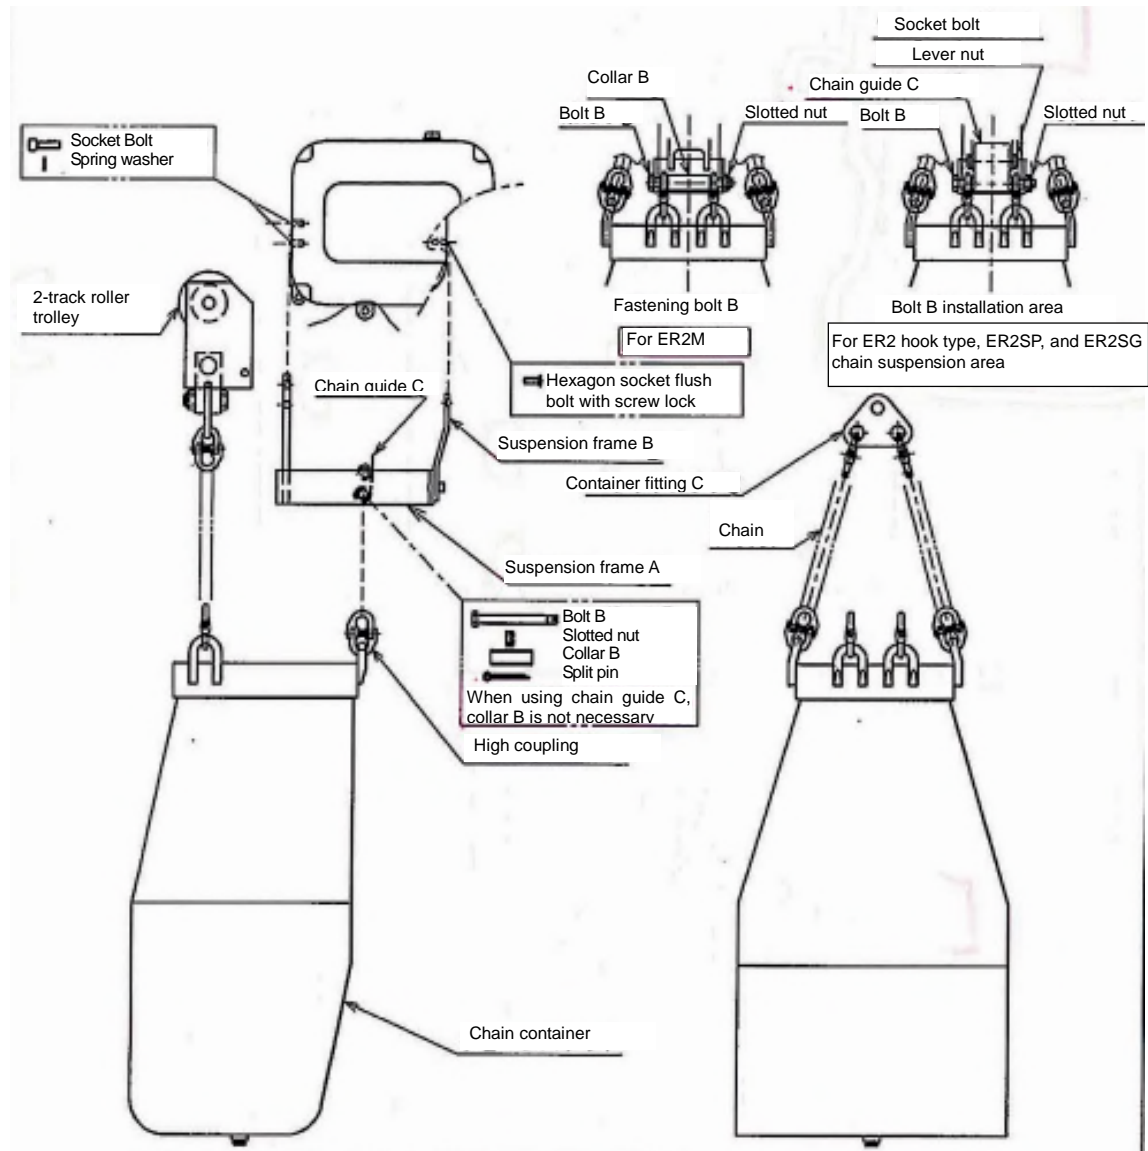 Socket bolt
Lever nut
Collar B
Chain guide C
Bolt B
Slotted nut
Bolt B
Slotted nut
Socket Bolt
Spring washer
2-track roller
trolley
Fastening bolt B
Bolt B installation area
For ER2M
For ER2 hook type, ER2SP, and ER2SG
chain suspension area
Chain guide C
Hexagon socket flush
bolt with screw lock
Suspension frame B
Container fitting C
Chain
Suspension frame A
Bolt B
Slotted nut
Collar B
Split pin
When using chain guide C,
collar B is not necessary
High coupling
Chain container